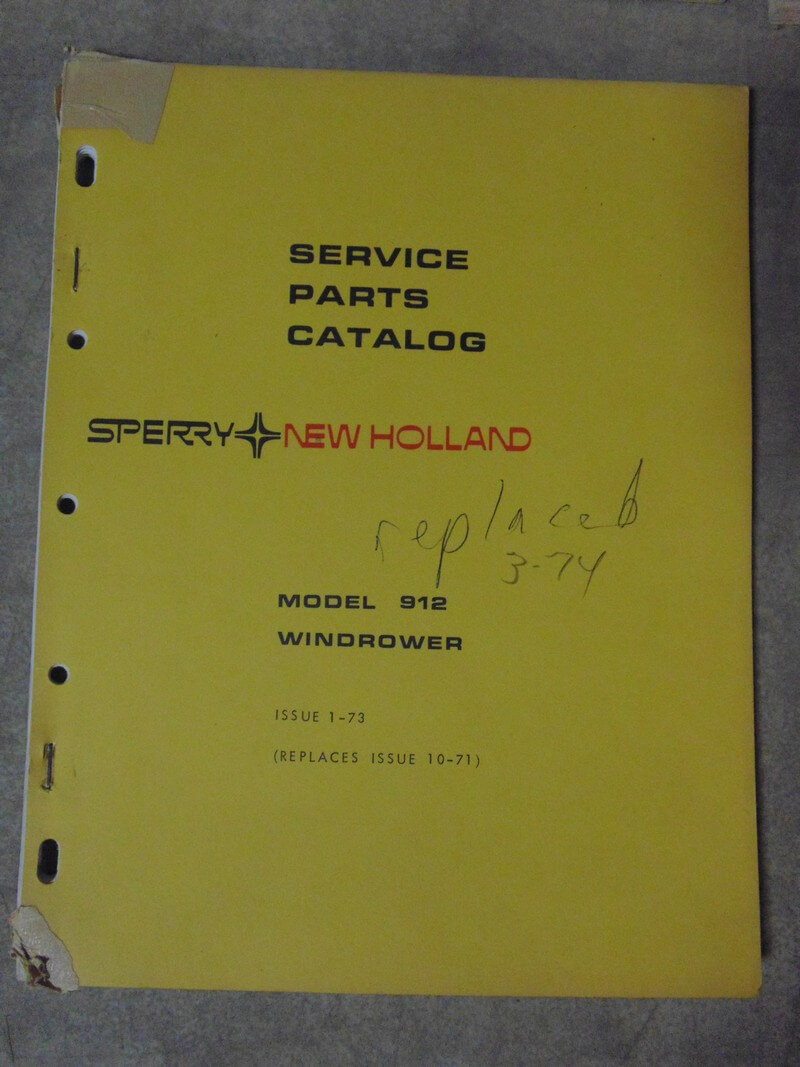 SERVICE
PARTS
CATALOG
SPERRY NEW HOLLAND
replaced
3-74
MODEL 912
WINDROWER
ISSUE 1-73
(REPLACES ISSUE 10-71)